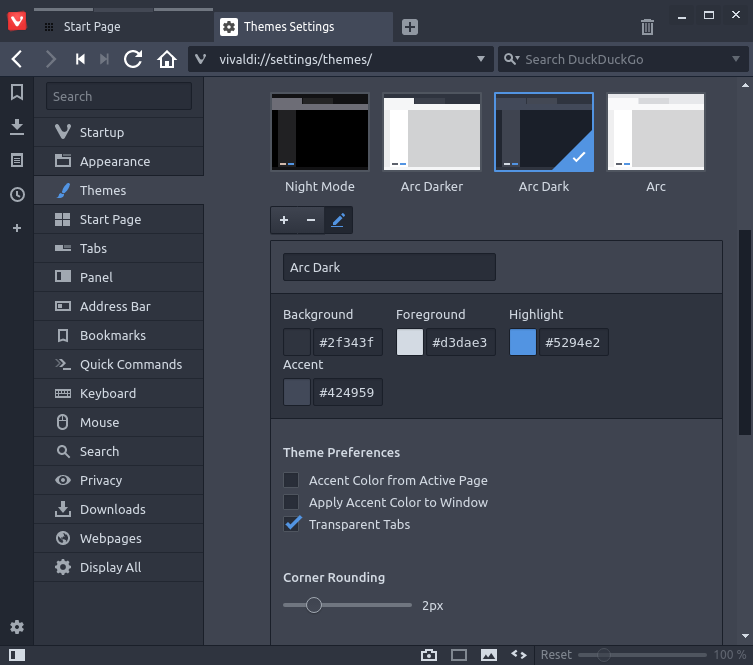 Start Page
Themes Settings
vivaldi://settings/themes/
Search DuckDuckGo
Search
Startup
Appearance
Themes
Start Page
Tabs
Panel
Address Bar
Bookmarks
Quick Commands
Keyboard
Mouse
Search
Privacy
Downloads
Webpages
Display All
Night Mode
Arc Darker
Arc Dark
Arc
Arc Dark
Background
Foreground
Highlight
#2f343f
#d3dae3
#5294e2
Accent
#424959
Theme Preferences
Accent Color from Active Page
Apply Accent Color to Window
Transparent Tabs
Corner Rounding
2px
Reset
100 %